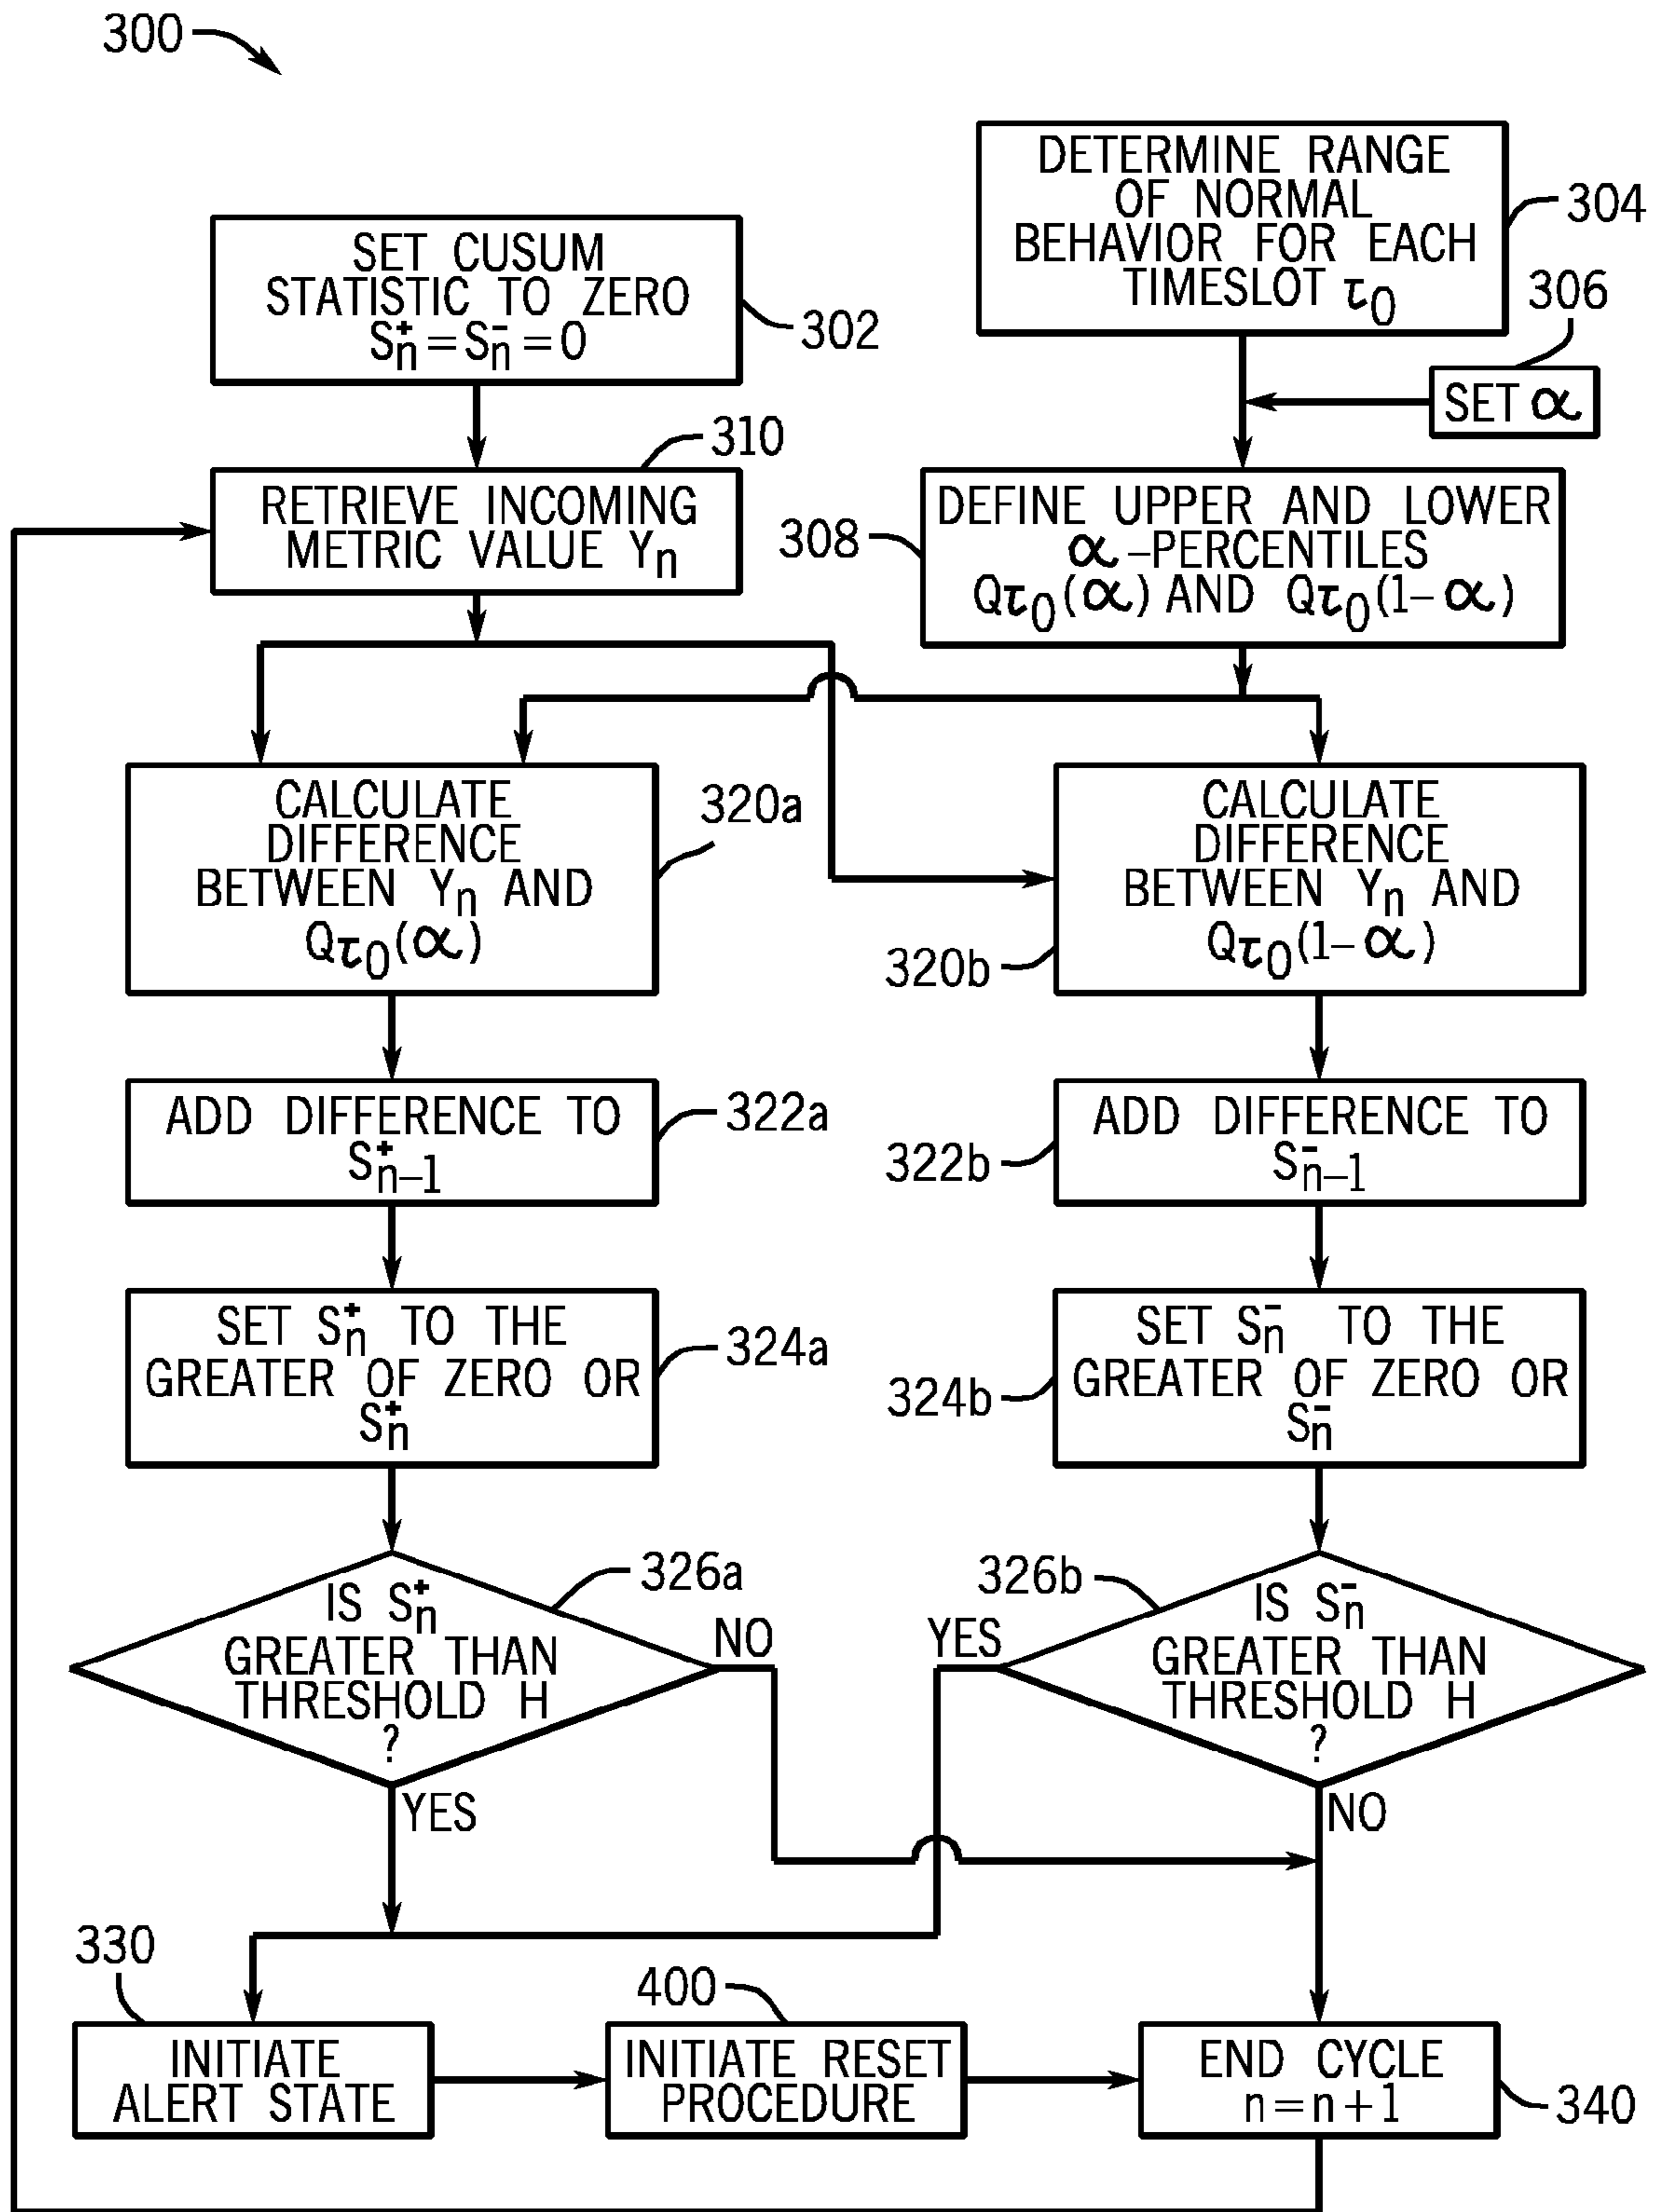 300
DETERMINE RANGE
OF NORMAL
BEHAVIOR FOR EACH
TIMESLOT τ0
304
SET CUSUM
STATISTIC TO ZERO
S+n=S-n=0
302
306
SET α
310
RETRIEVE INCOMING
METRIC VALUE Yn
308
DEFINE UPPER AND LOWER
α-PERCENTILES
Qτ0(α) AND Qτ0(1-α)
CALCULATE
DIFFERENCE
BETWEEN Yn AND
Qτ0(α)
320a
CALCULATE
DIFFERENCE
BETWEEN Yn AND
Qτ0(1-α)
320b
ADD DIFFERENCE TO
S+n-1
322a
ADD DIFFERENCE TO
S-n-1
322b
SET S+n TO THE
GREATER OF ZERO OR
S+n
324a
SET S-n TO THE
GREATER OF ZERO OR
S-n
324b
IS S+n
GREATER THAN
THRESHOLD H
?
326a
NO
YES
326b
IS S-n
GREATER THAN
THRESHOLD H
?
YES
NO
330
INITIATE
ALERT STATE
400
INITIATE RESET
PROCEDURE
END CYCLE
n=n+1
340